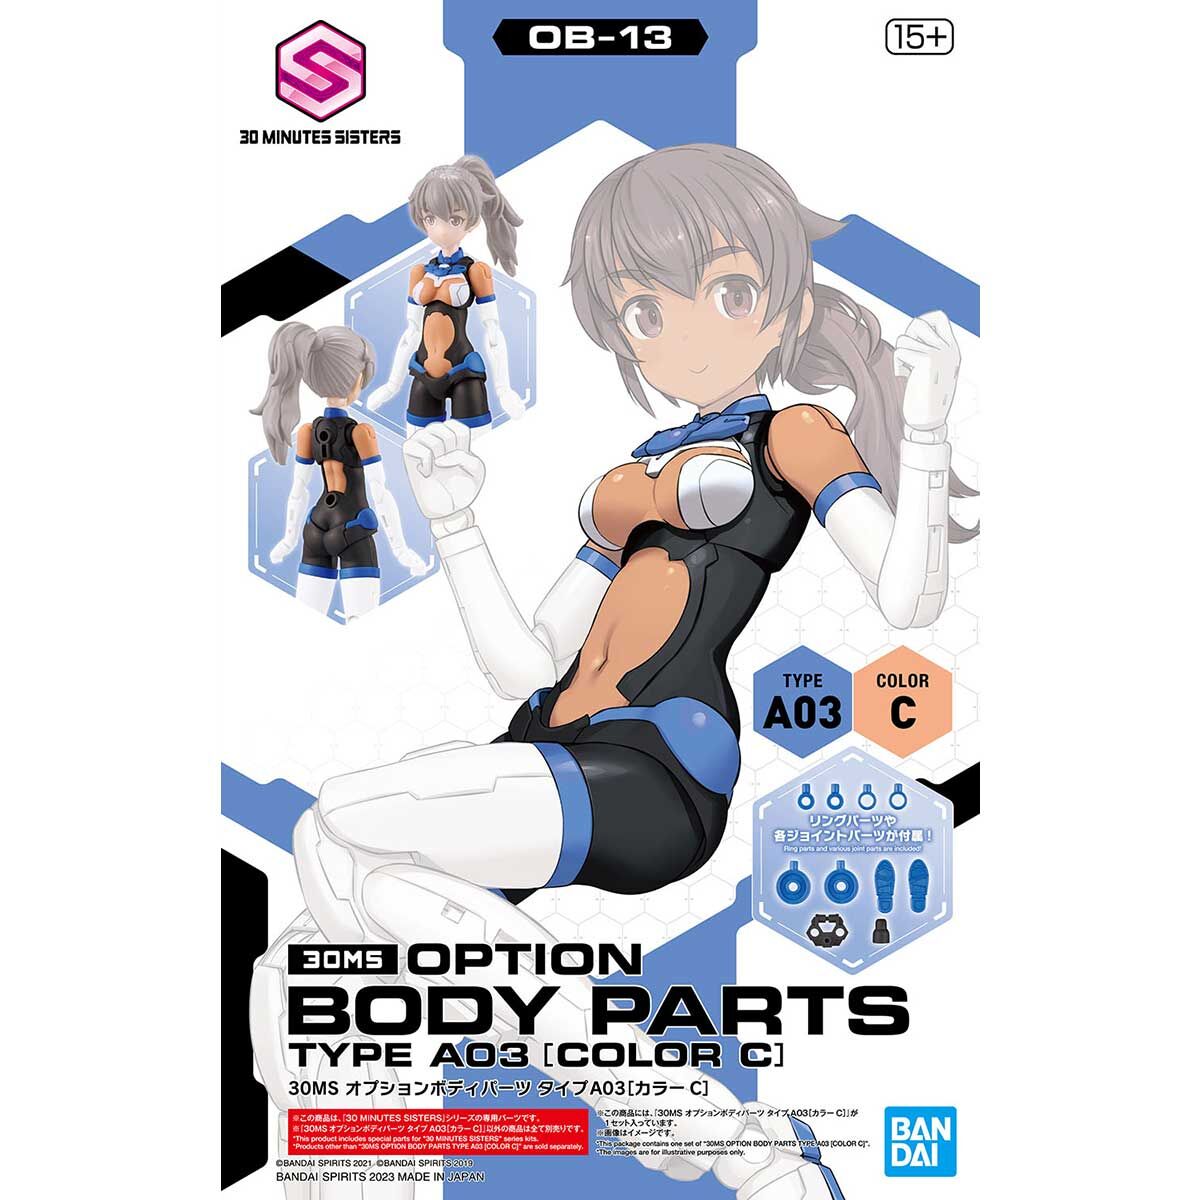 OB-13
15+
S
30 MINUTES SISTERS
TYPE
A03
COLOR
C
リングパーツや
各ジョイントパーツが付属！
Ring parts and various joint parts are included!
30MS OPTION
BODY PARTS
TYPE A03 [COLOR C]
30MS オプションボディパーツ タイプA03[カラー C]
※この商品は、「30 MINUTES SISTERS」シリーズの専用パーツです。
※「30MS オプションボディパーツ タイプA03[カラー C]」以外の商品は全て別売りです。
*This product includes special parts for "30 MINUTES SISTERS" series kits.
*Products other than "30MS OPTION BODY PARTS TYPE A03 [COLOR C]" are sold separately.
※この商品には、「30MS オプションボディパーツ タイプA03[カラー C]」が
1セット入っています。
※画像はイメージです。
*This package contains one set of "30MS OPTION BODY PARTS TYPE A03 [COLOR C]".
*The images are for illustrative purposes only.
©BANDAI SPIRITS 2021 ©BANDAI SPIRITS 2019
BANDAI SPIRITS 2023 MADE IN JAPAN
BAN
DAI